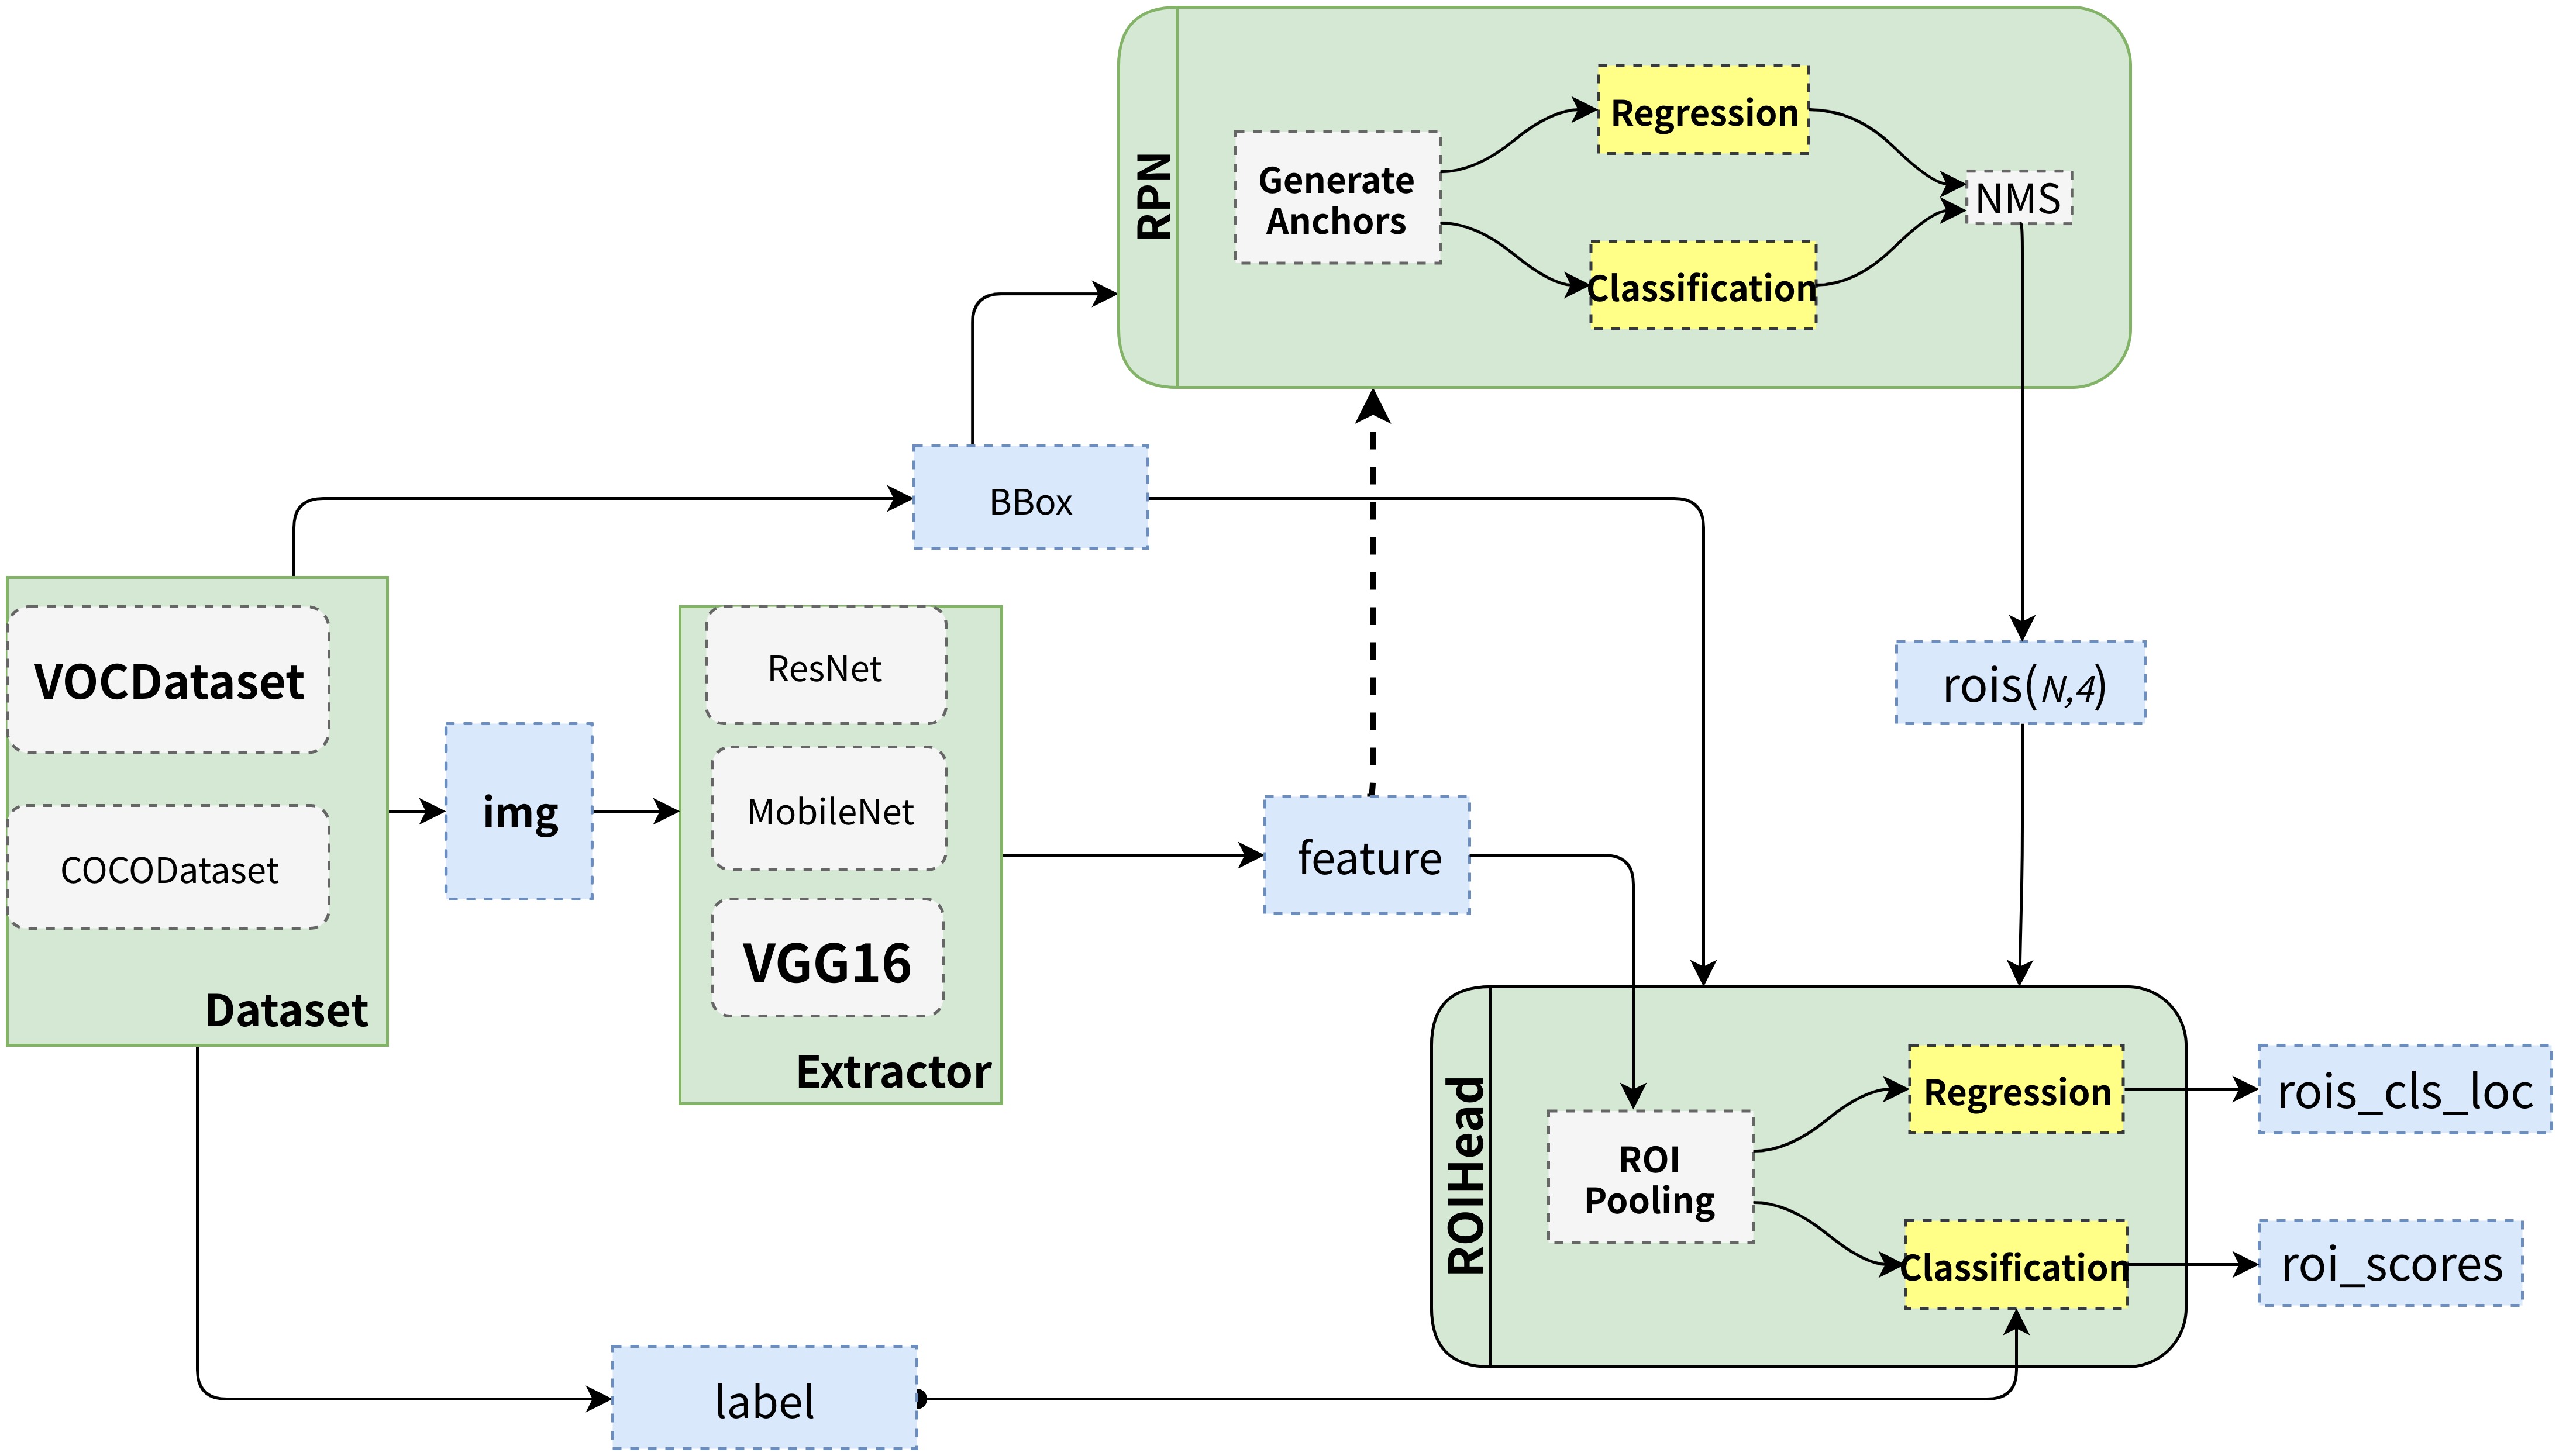 RPN
Generate
Anchors
Regression
Classification
NMS
BBox
VOCDataset
COCODataset
Dataset
img
ResNet
MobileNet
VGG16
Extractor
feature
rois(N,4)
ROIHead
ROI
Pooling
Regression
Classification
rois_cls_loc
roi_scores
label